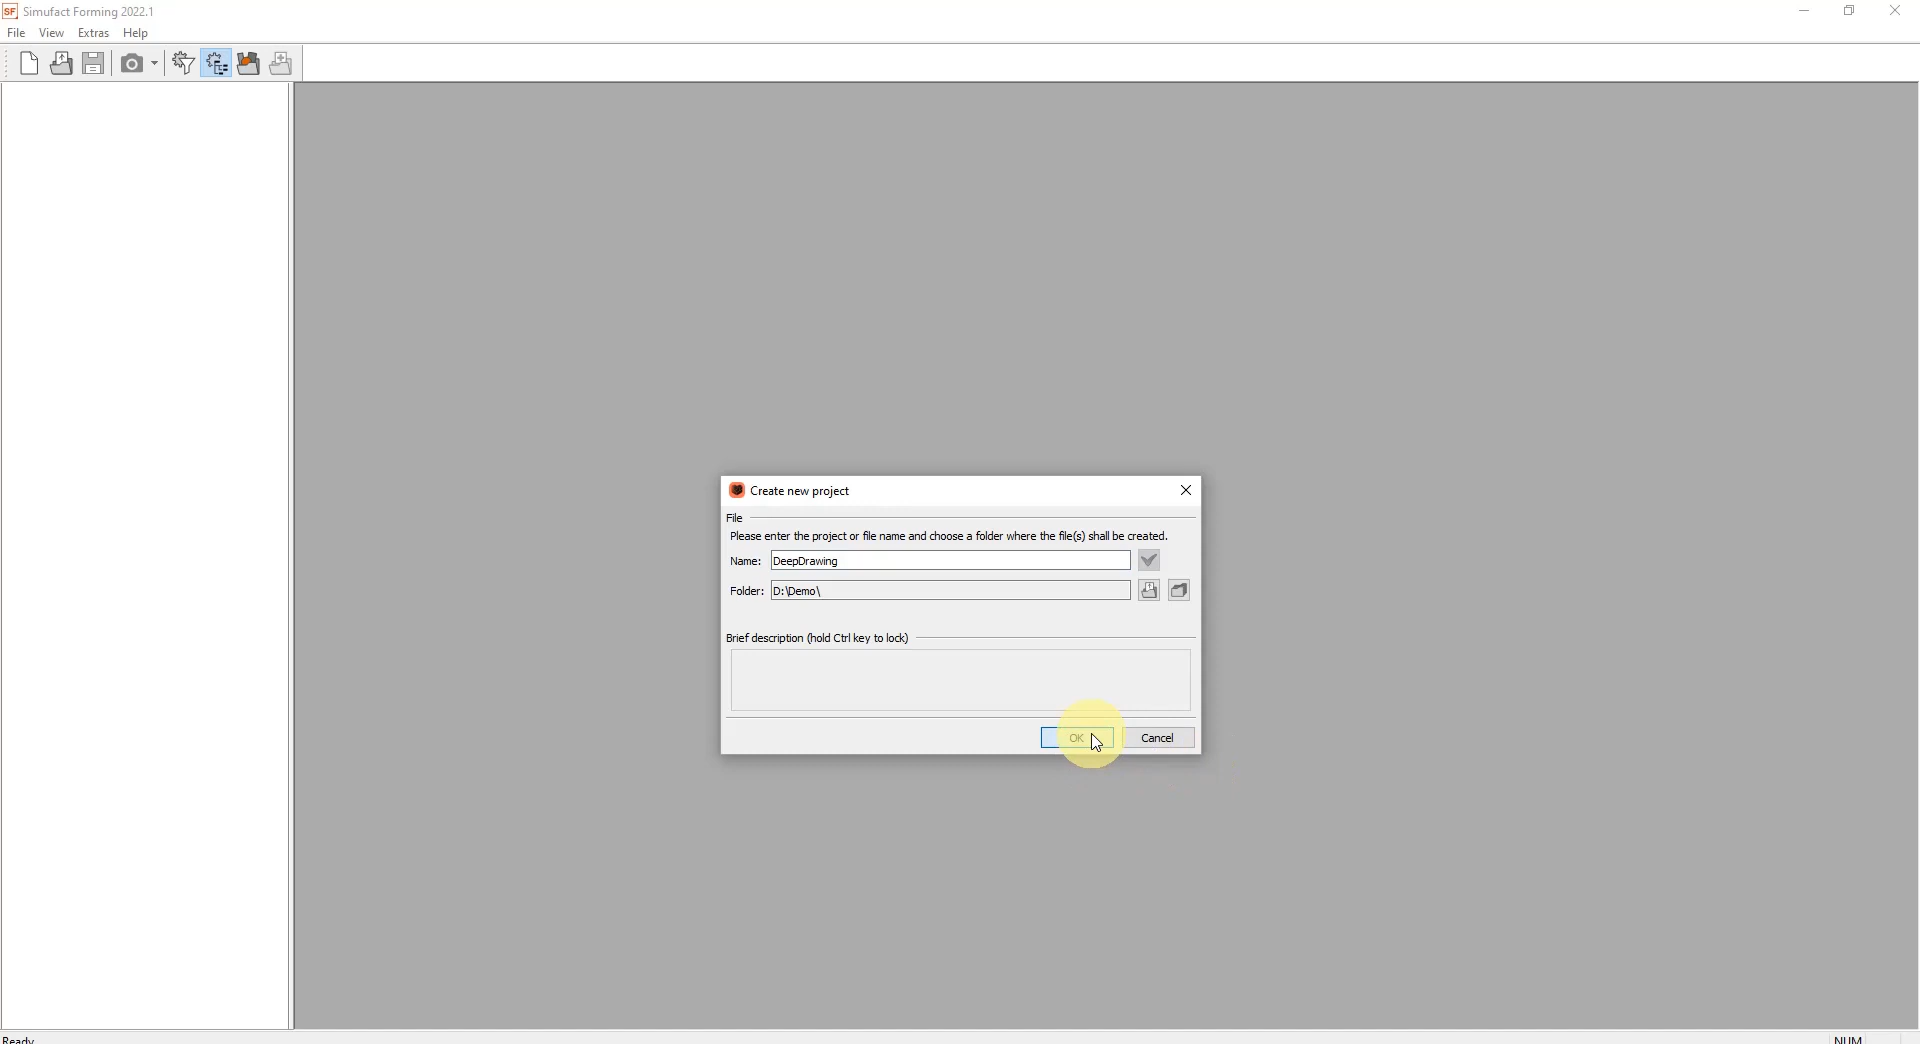 SF Simufact Forming 2022.1
File View Extras Help
Create new project
File
Please enter the project or file name and choose a folder where the file(s) shall be created.
Name: DeepDrawing
Folder: D:\Demo\
Brief description (hold Ctrl key to lock)
OK Cancel
Ready NUM